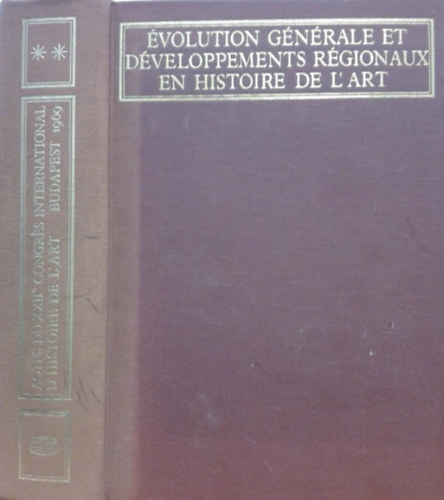 ÉVOLUTION GÉNÉRALE ET
DÉVELOPPEMENTS RÉGIONAUX
EN HISTOIRE DE L'ART
ACTES DU XXIIᵉ CONGRÈS INTERNATIONAL
D'HISTOIRE DE L'ART BUDAPEST 1969